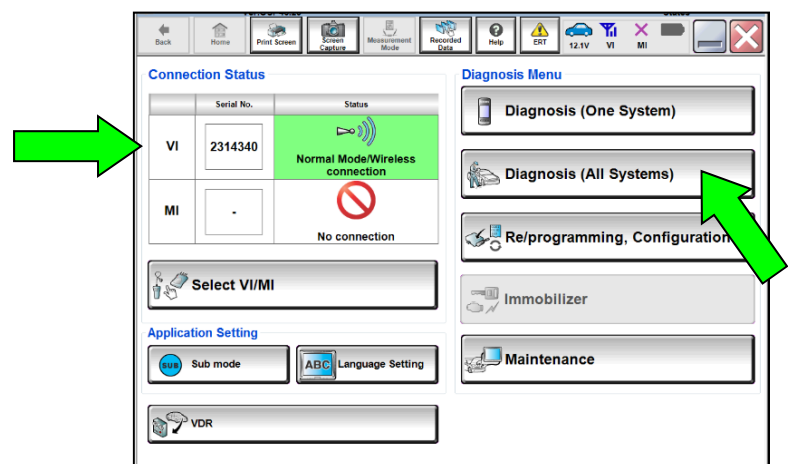 Back
Home
Print Screen
Screen
Capture
Measurement
Mode
Recorded
Data
Help
ERT
12.1V
VI
MI
Connection Status
Serial No.
Status
VI
2314340
Normal Mode/Wireless
connection
MI
-
No connection
Select VI/MI
Application Setting
SUB
Sub mode
ABC
Language Setting
VDR
Diagnosis Menu
Diagnosis (One System)
Diagnosis (All Systems)
Re/programming, Configuration
Immobilizer
Maintenance